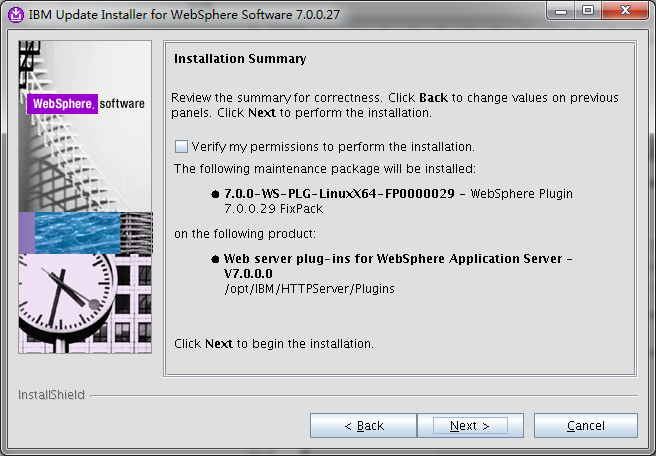 IBM Update Installer for WebSphere Software 7.0.0.27
WebSphere. software
Installation Summary
Review the summary for correctness. Click Back to change values on previous
panels. Click Next to perform the installation.
Verify my permissions to perform the installation.
The following maintenance package will be installed:
● 7.0.0-WS-PLG-LinuxX64-FP0000029 - WebSphere Plugin
7.0.0.29 FixPack
on the following product:
● Web server plug-ins for WebSphere Application Server -
V7.0.0.0
/opt/IBM/HTTPServer/Plugins
Click Next to begin the installation.
InstallShield
< Back
Next >
Cancel